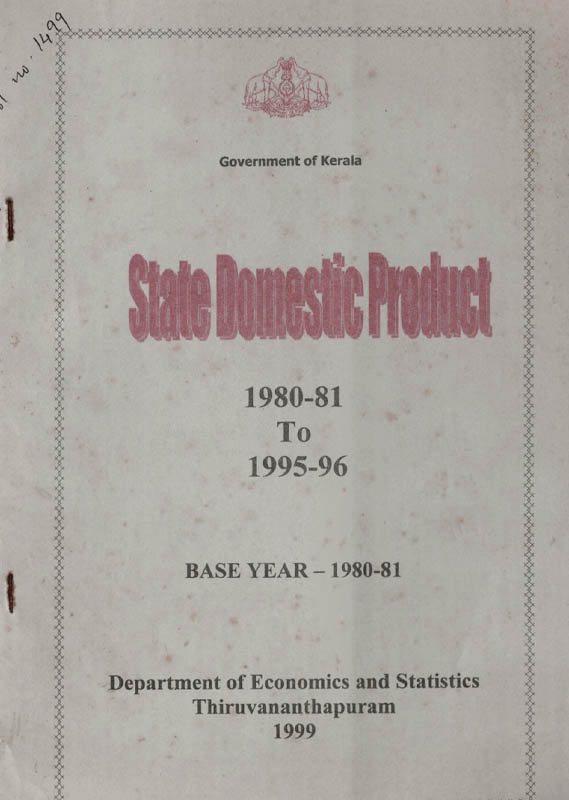 no. 1499
Government of Kerala
State Domestic Product
1980-81
To
1995-96
BASE YEAR – 1980-81
Department of Economics and Statistics
Thiruvananthapuram
1999